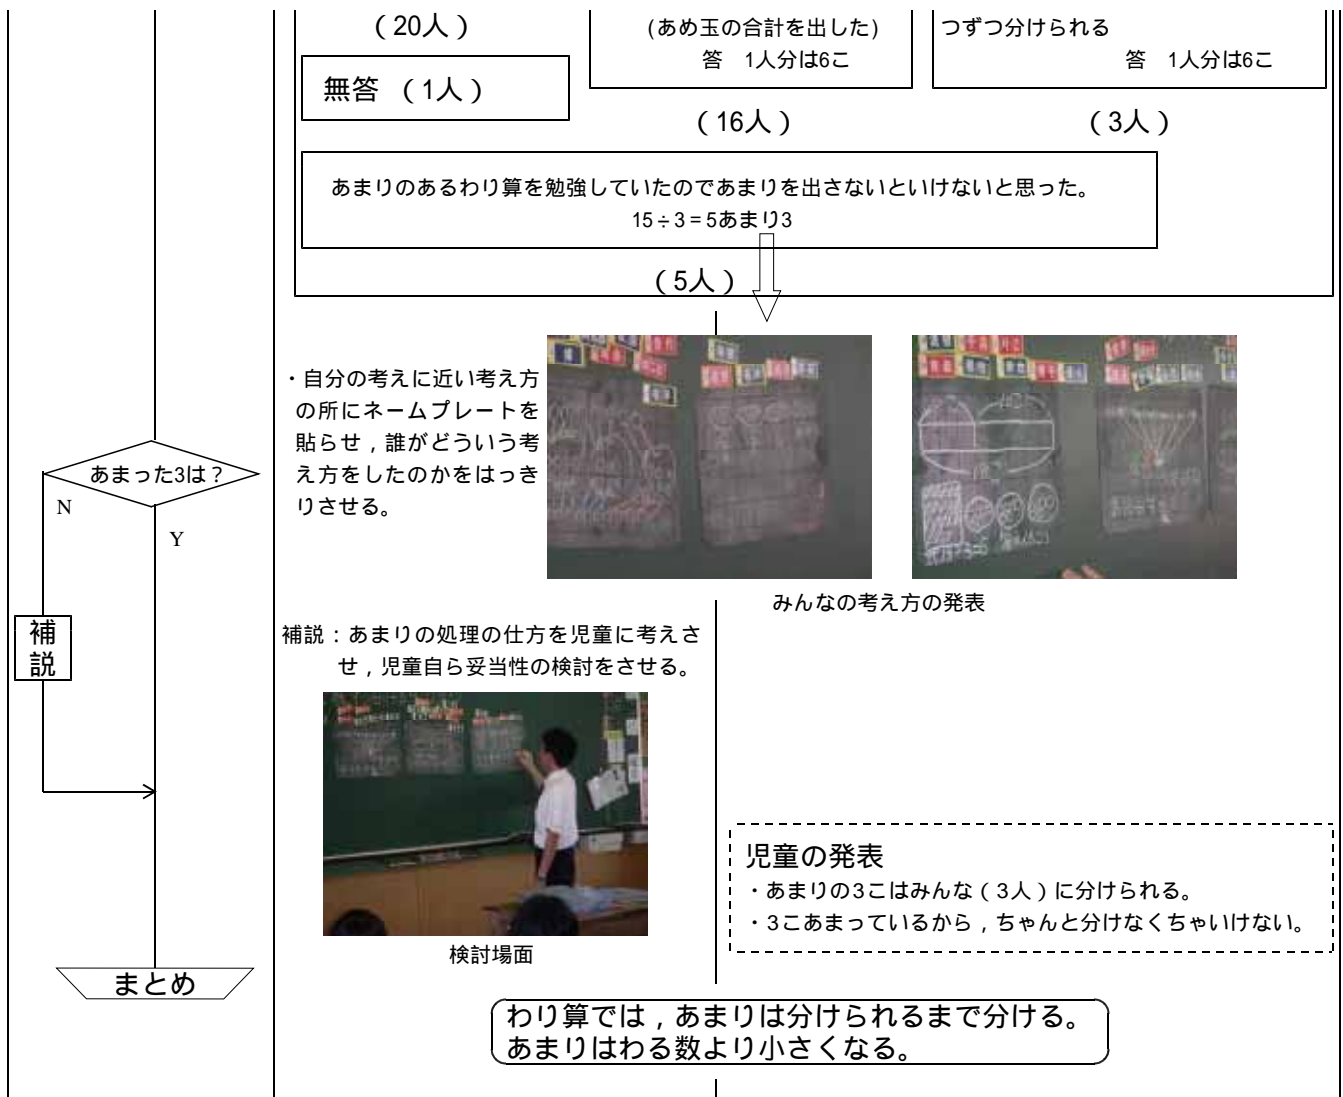 （20人）
(あめ玉の合計を出した)
答　1人分は6こ
つずつ分けられる
答　1人分は6こ
無答 （1人）
（16人）
（3人）
あまりのあるわり算を勉強していたのであまりを出さないといけないと思った。
15÷3＝5あまり3
（5人）
・自分の考えに近い考え方
の所にネームプレートを
貼らせ，誰がどういう考
え方をしたのかをはっき
りさせる。
あまった3は？
N
Y
みんなの考え方の発表
補説
補説：あまりの処理の仕方を児童に考えさ
せ，児童自ら妥当性の検討をさせる。
検討場面
児童の発表
・あまりの3こはみんな（3人）に分けられる。
・3こあまっているから，ちゃんと分けなくちゃいけない。
まとめ
わり算では，あまりは分けられるまで分ける。
あまりはわる数より小さくなる。